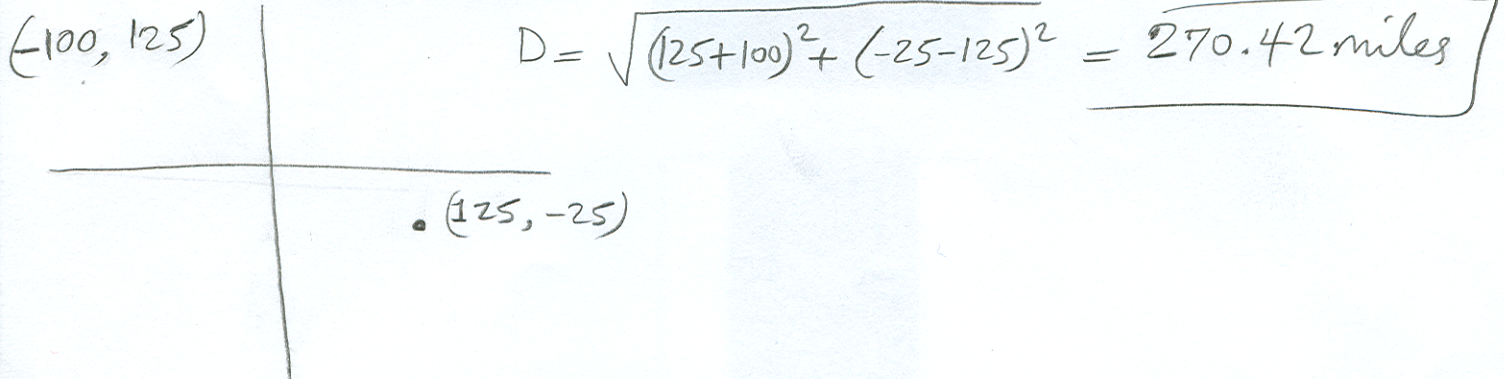 (-100, 125)
D = √(125+100)² + (-25-125)² = 270.42 miles
(125, -25)